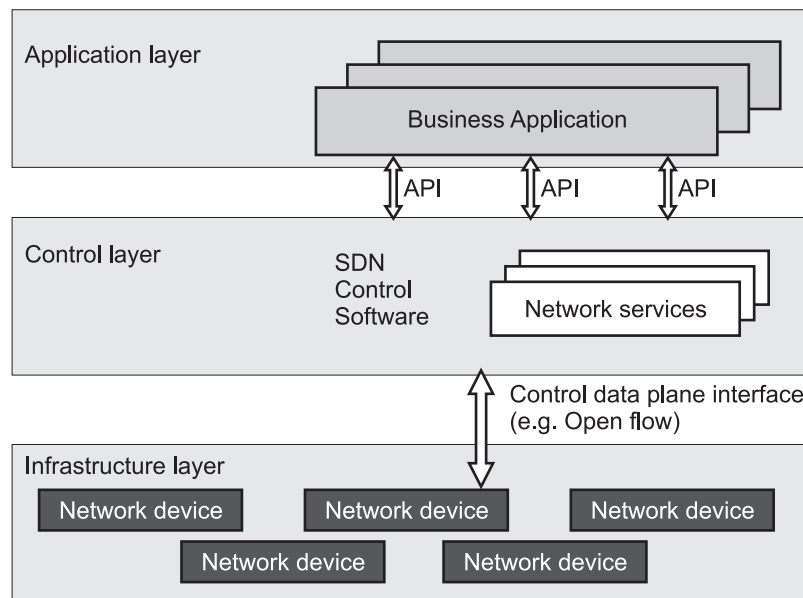 Application layer
Business Application
API API API
Control layer
SDN
Control
Software
Network services
Control data plane interface
(e.g. Open flow)
Infrastructure layer
Network device Network device Network device
Network device Network device